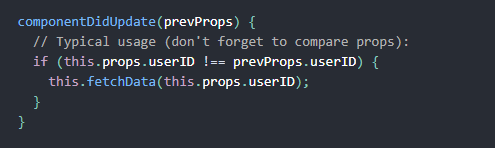 componentDidUpdate(prevProps) {
  // Typical usage (don't forget to compare props):
  if (this.props.userID !== prevProps.userID) {
    this.fetchData(this.props.userID);
  }
}